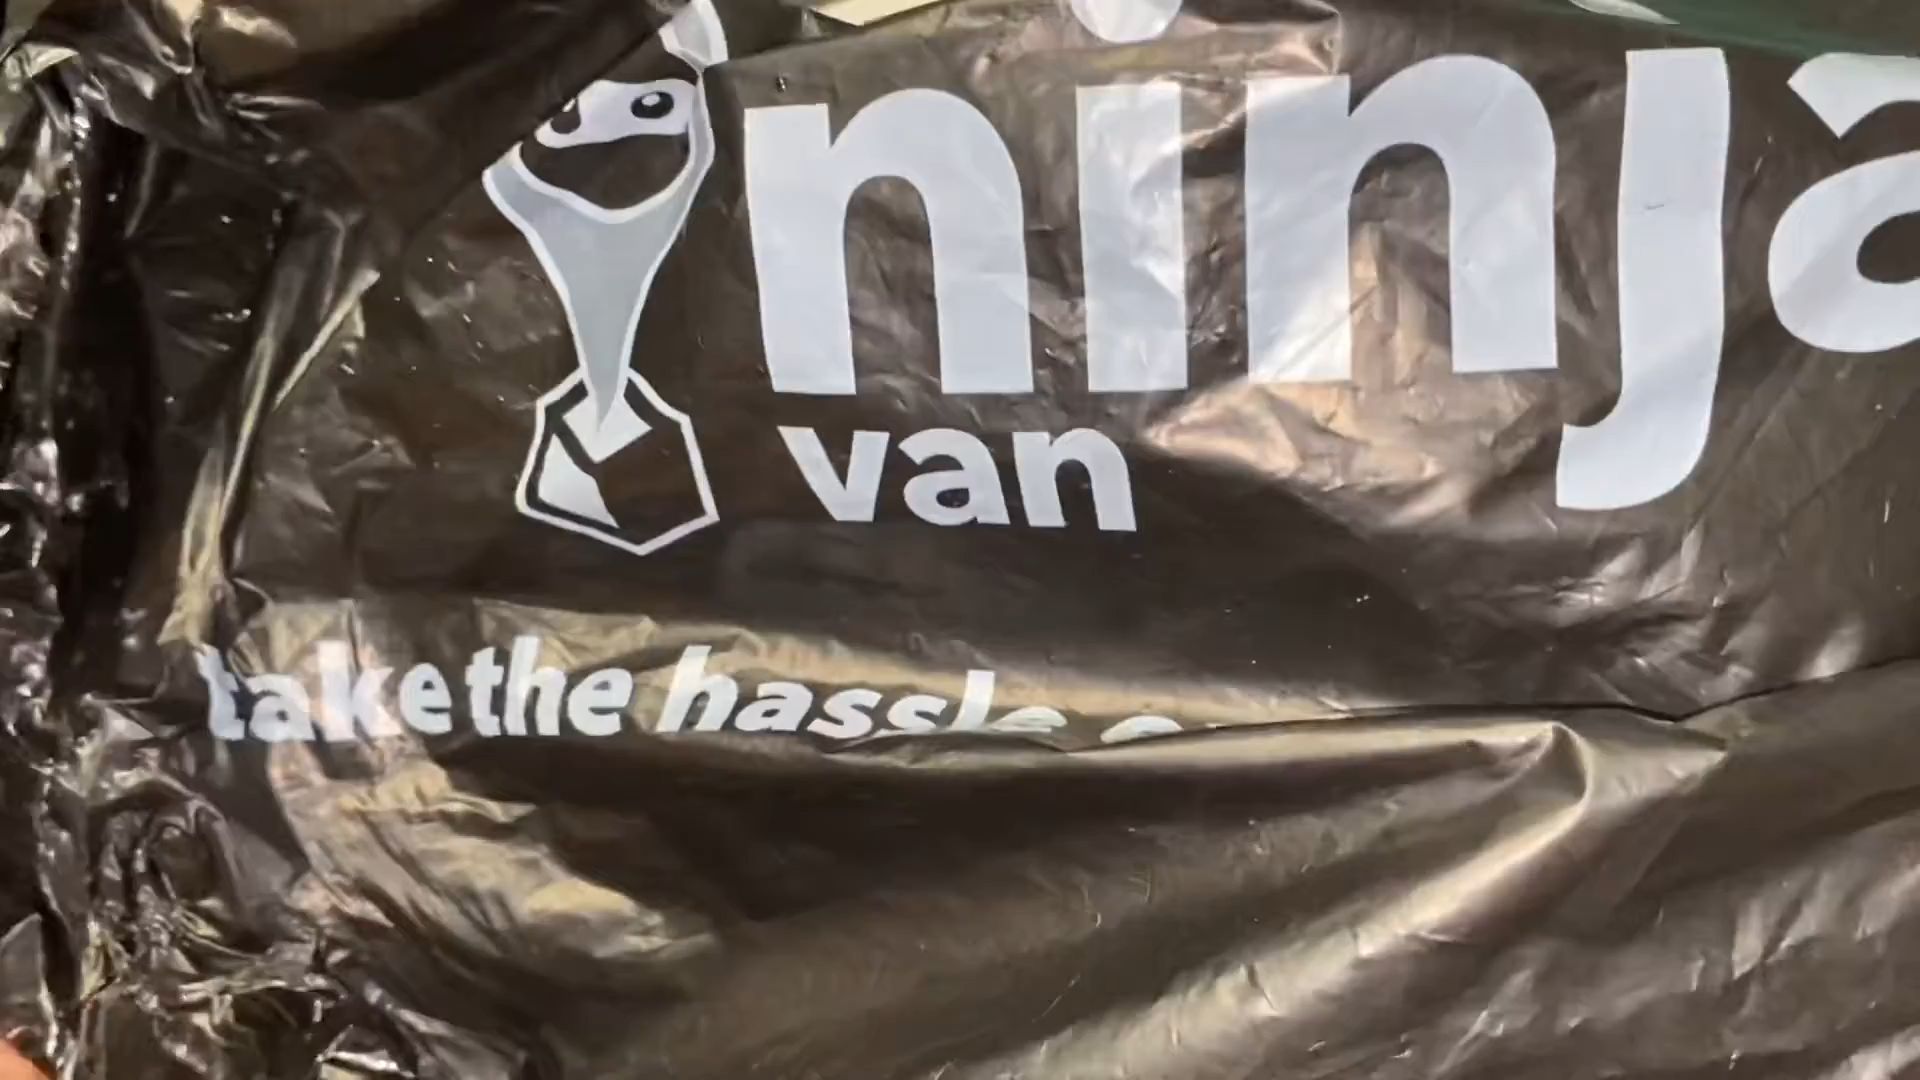 ninja
van
take the hassle